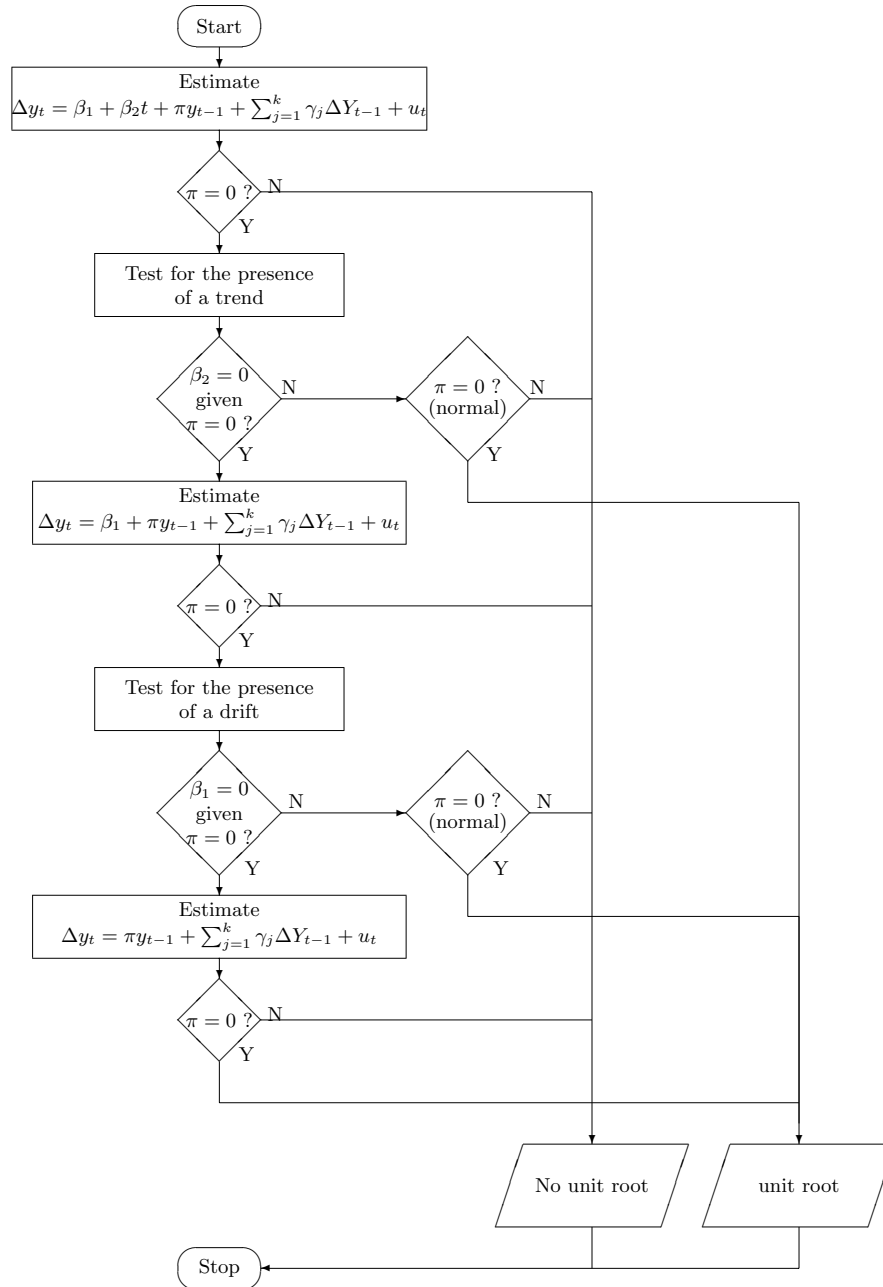 Start
Estimate
Δy_t = β_1 + β_2t + πy_{t−1} + ∑_{j=1}^{k} γ_jΔY_{t−1} + u_t
π = 0 ?
N
Y
Test for the presence
of a trend
β_2 = 0
given
π = 0 ?
N
Y
π = 0 ?
(normal)
N
Y
Estimate
Δy_t = β_1 + πy_{t−1} + ∑_{j=1}^{k} γ_jΔY_{t−1} + u_t
π = 0 ?
N
Y
Test for the presence
of a drift
β_1 = 0
given
π = 0 ?
N
Y
π = 0 ?
(normal)
N
Y
Estimate
Δy_t = πy_{t−1} + ∑_{j=1}^{k} γ_jΔY_{t−1} + u_t
π = 0 ?
N
Y
No unit root
unit root
Stop